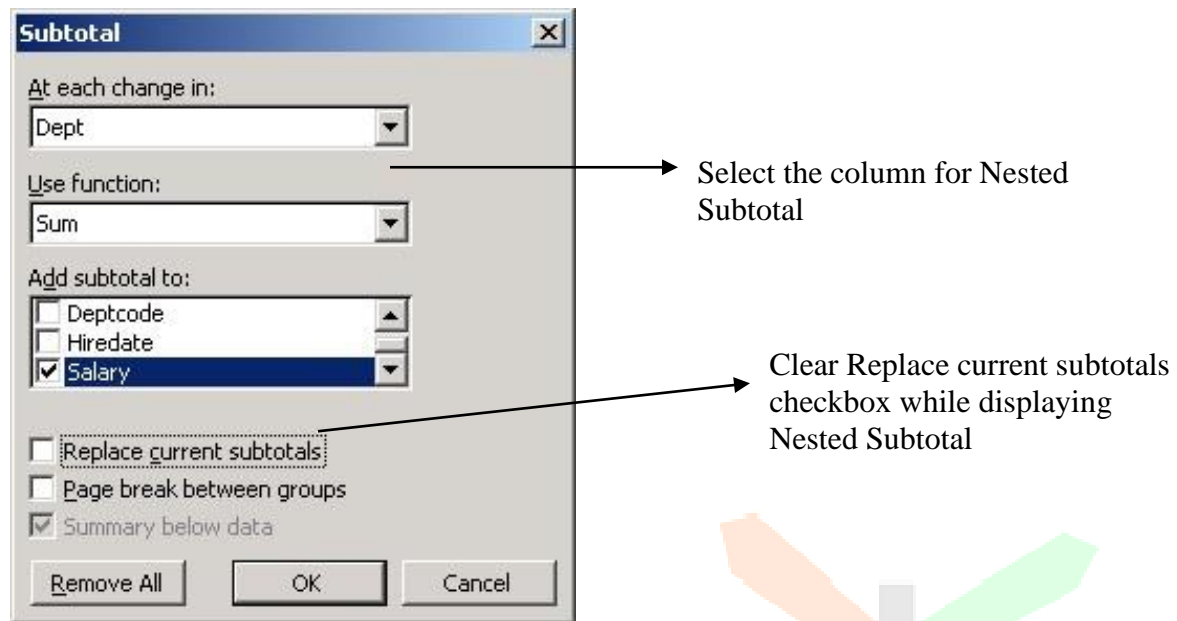 Subtotal
At each change in:
Dept
Use function:
Sum
Add subtotal to:
Deptcode
Hiredate
Salary
Replace current subtotals
Page break between groups
Summary below data
Remove All OK Cancel
Select the column for Nested
Subtotal
Clear Replace current subtotals
checkbox while displaying
Nested Subtotal